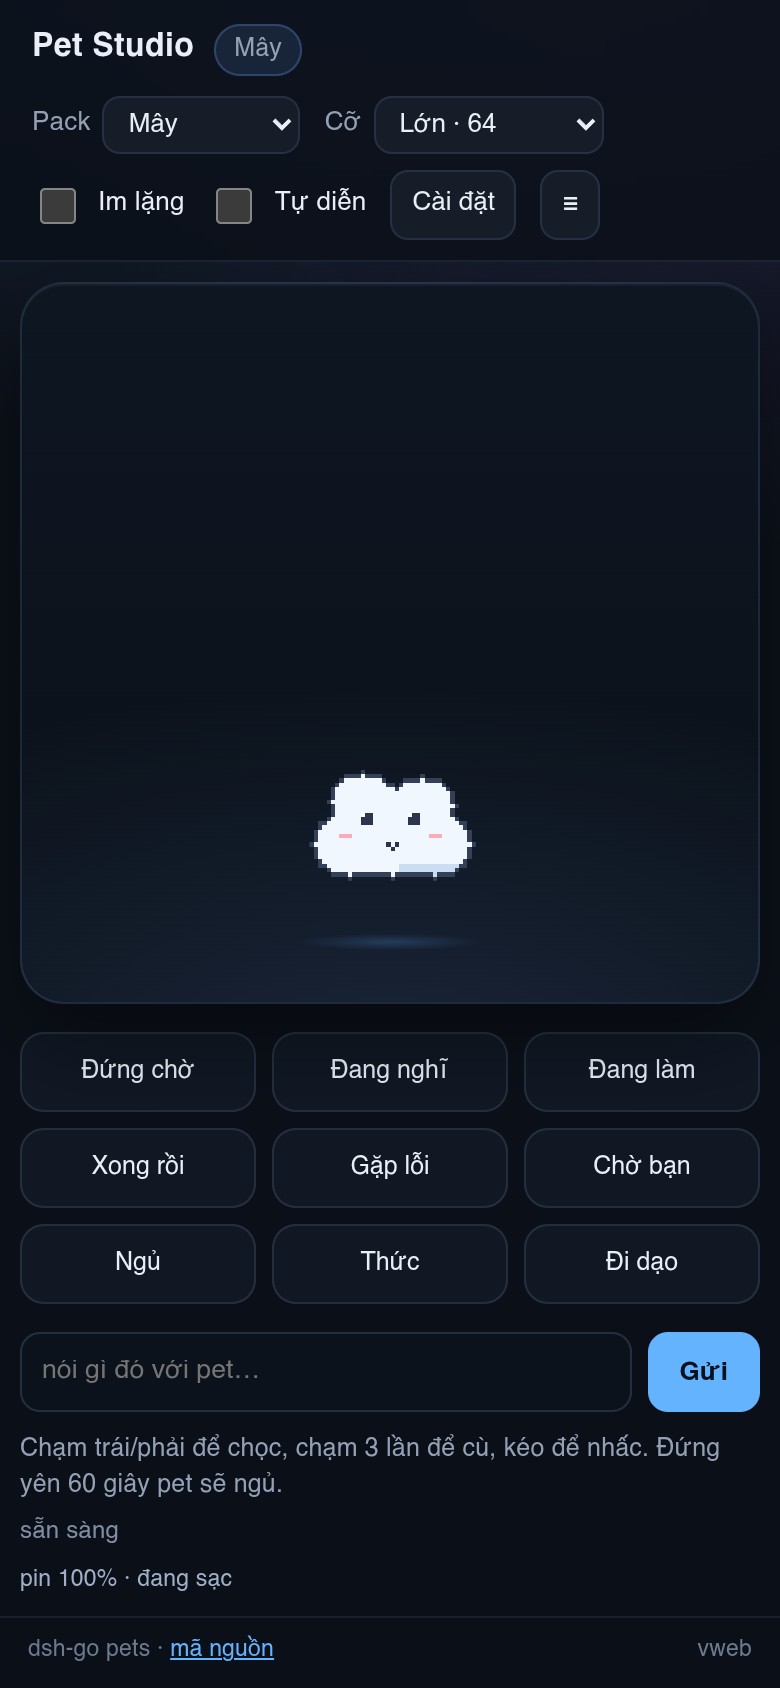 Pet Studio Mây
Pack Mây Cỡ Lớn · 64
Im lặng Tự diễn Cài đặt ≡
Đứng chờ Đang nghĩ Đang làm
Xong rồi Gặp lỗi Chờ bạn
Ngủ Thức Đi dạo
nói gì đó với pet… Gửi
Chạm trái/phải để chọc, chạm 3 lần để cù, kéo để nhấc. Đứng
yên 60 giây pet sẽ ngủ.
sẵn sàng
pin 100% · đang sạc
dsh-go pets · mã nguồn vweb